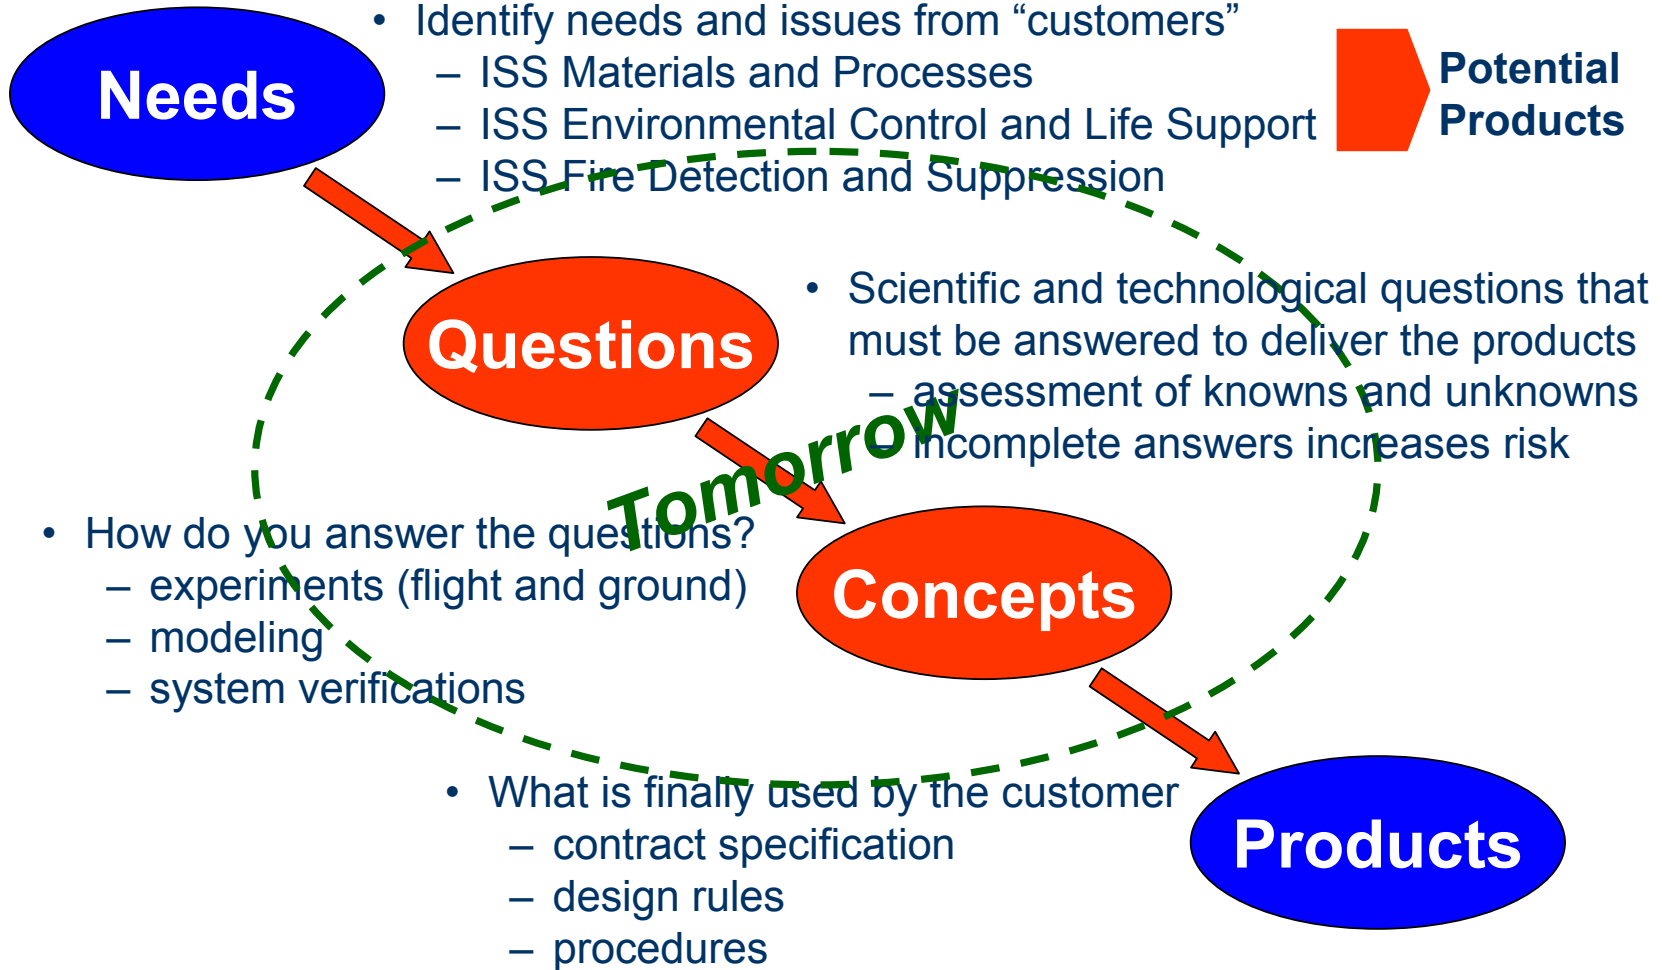 Needs
• Identify needs and issues from “customers”
– ISS Materials and Processes
– ISS Environmental Control and Life Support
– ISS Fire Detection and Suppression
Potential
Products
Questions
• Scientific and technological questions that
must be answered to deliver the products
– assessment of knowns and unknowns
– incomplete answers increases risk
Tomorrow
• How do you answer the questions?
– experiments (flight and ground)
– modeling
– system verifications
Concepts
• What is finally used by the customer
– contract specification
– design rules
– procedures
Products